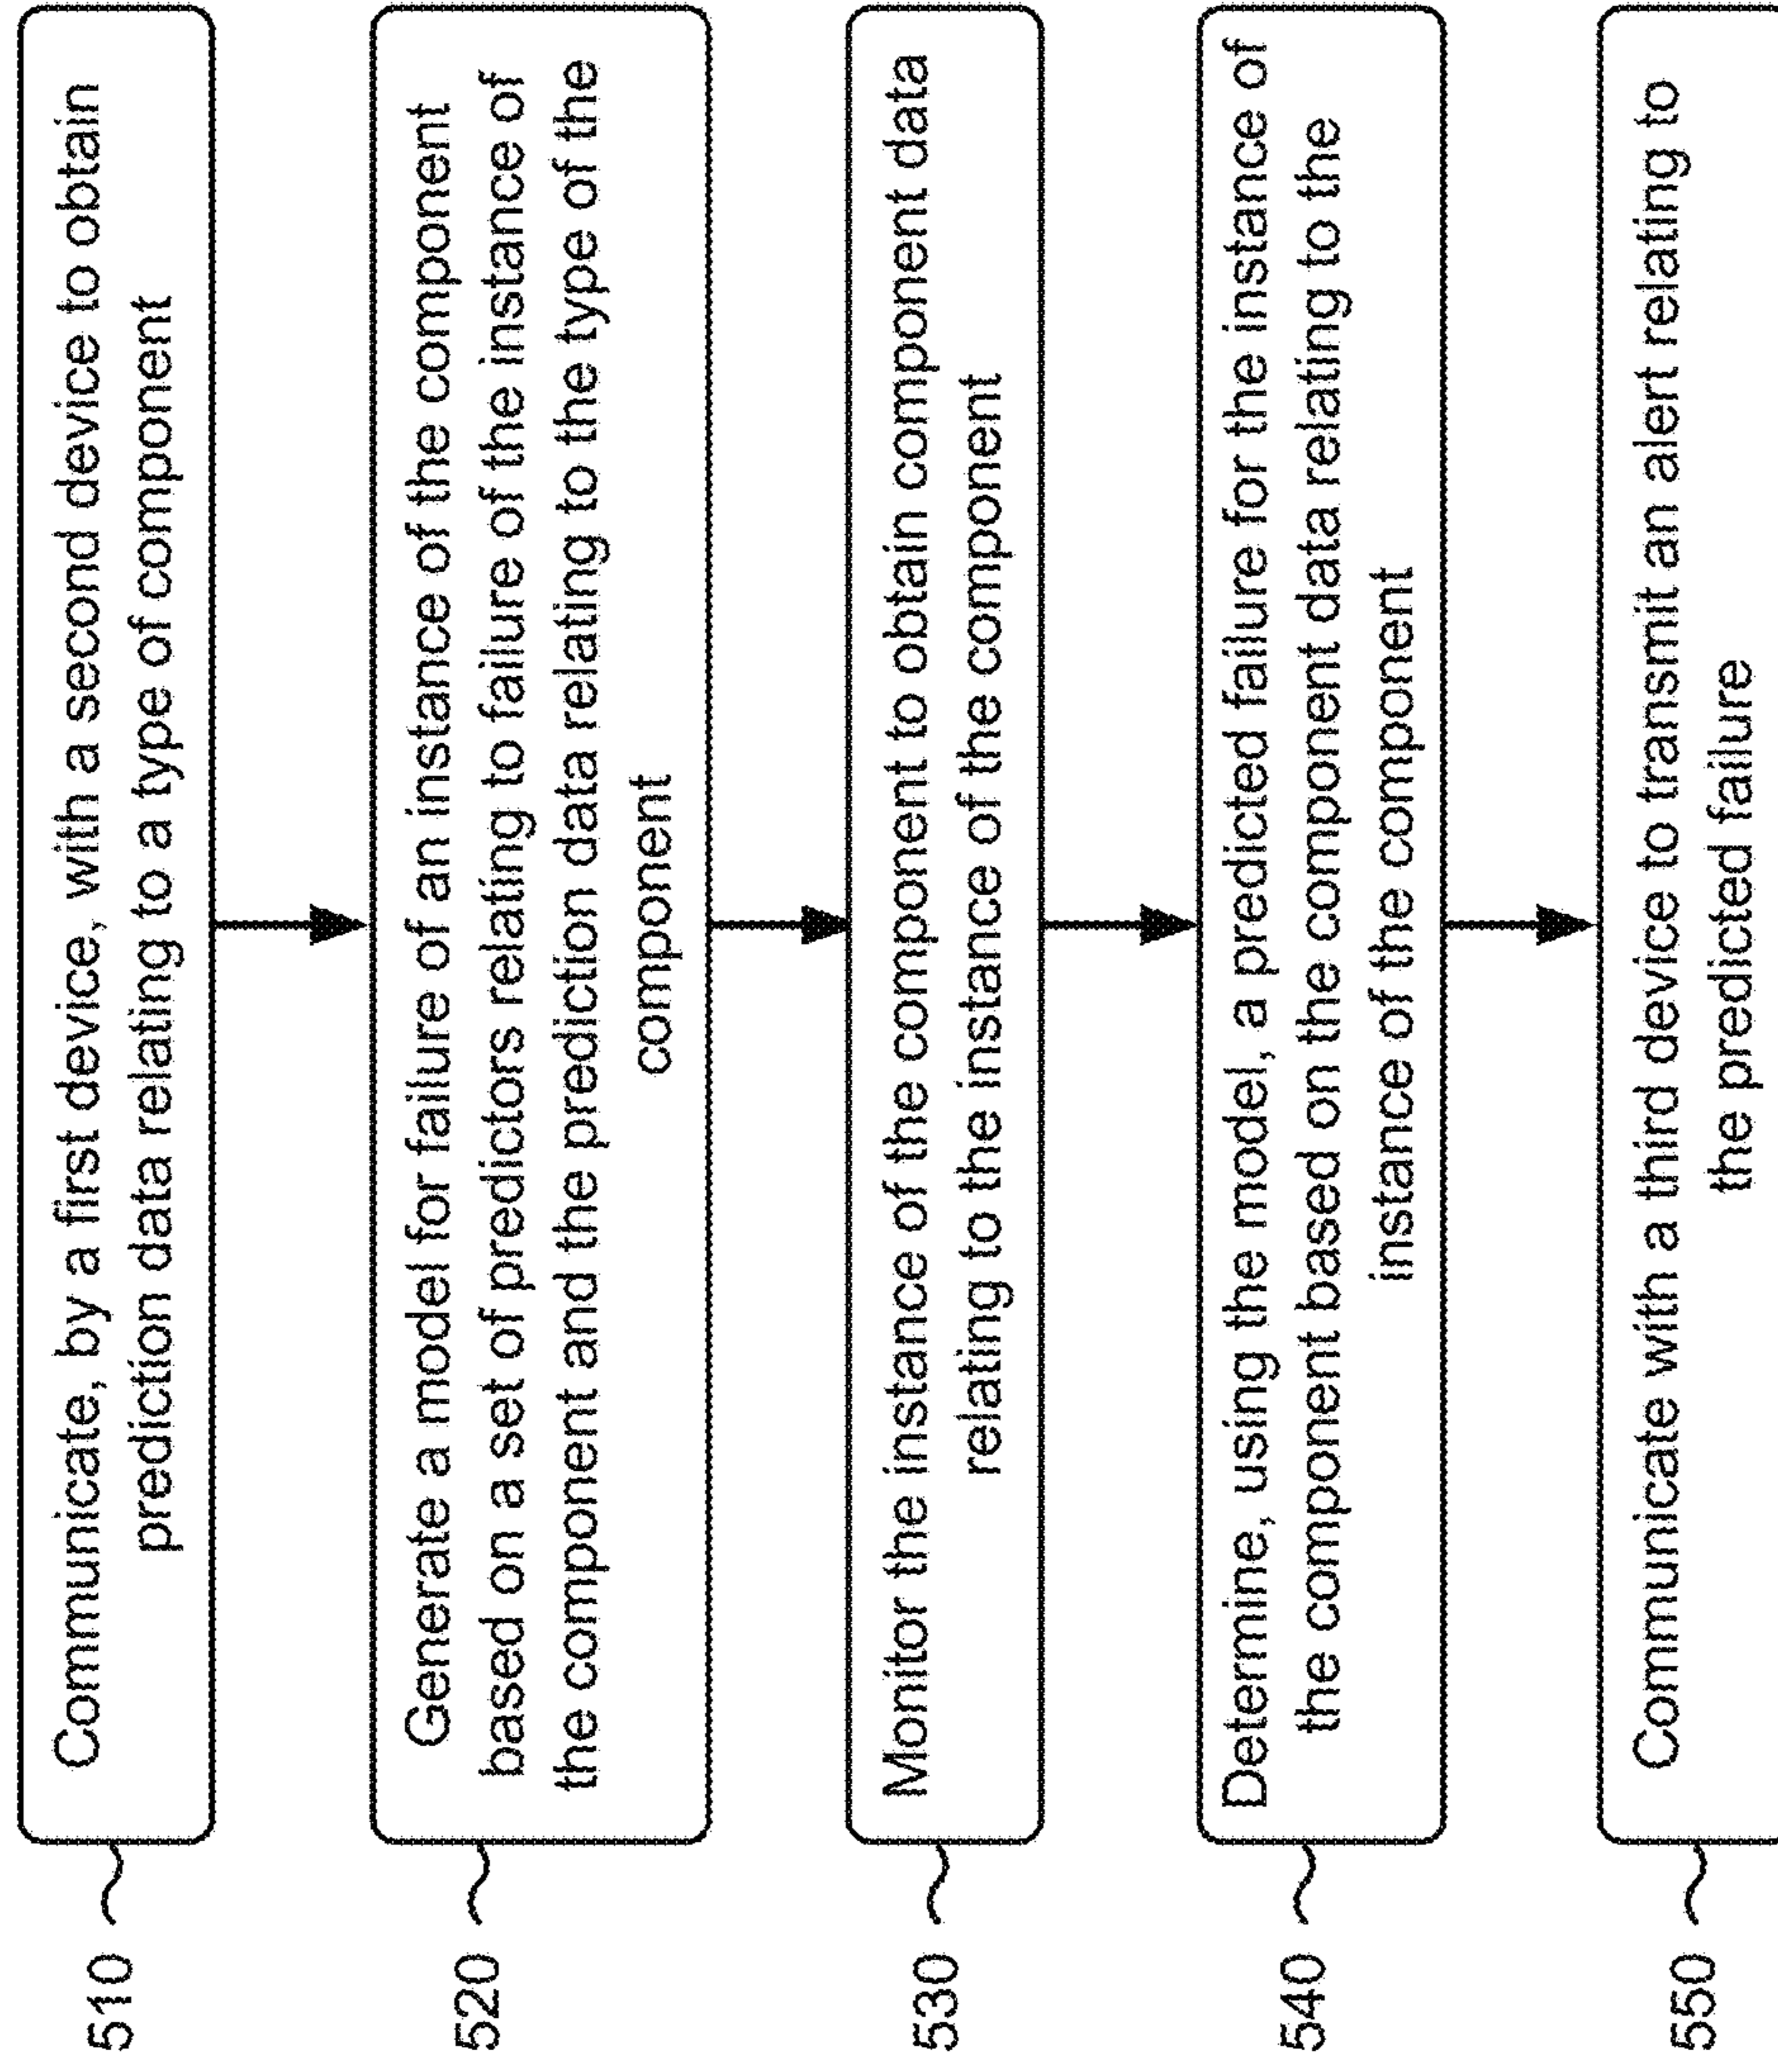 510
Communicate, by a first device, with a second device to obtain
prediction data relating to a type of component
520
Generate a model for failure of an instance of the component
based on a set of predictors relating to failure of the instance of
the component and the prediction data relating to the type of the
component
530
Monitor the instance of the component to obtain component data
relating to the instance of the component
540
Determine, using the model, a predicted failure for the instance of
the component based on the component data relating to the
instance of the component
550
Communicate with a third device to transmit an alert relating to
the predicted failure